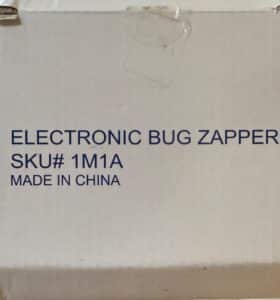 ELECTRONIC BUG ZAPPER
SKU# 1M1A
MADE IN CHINA